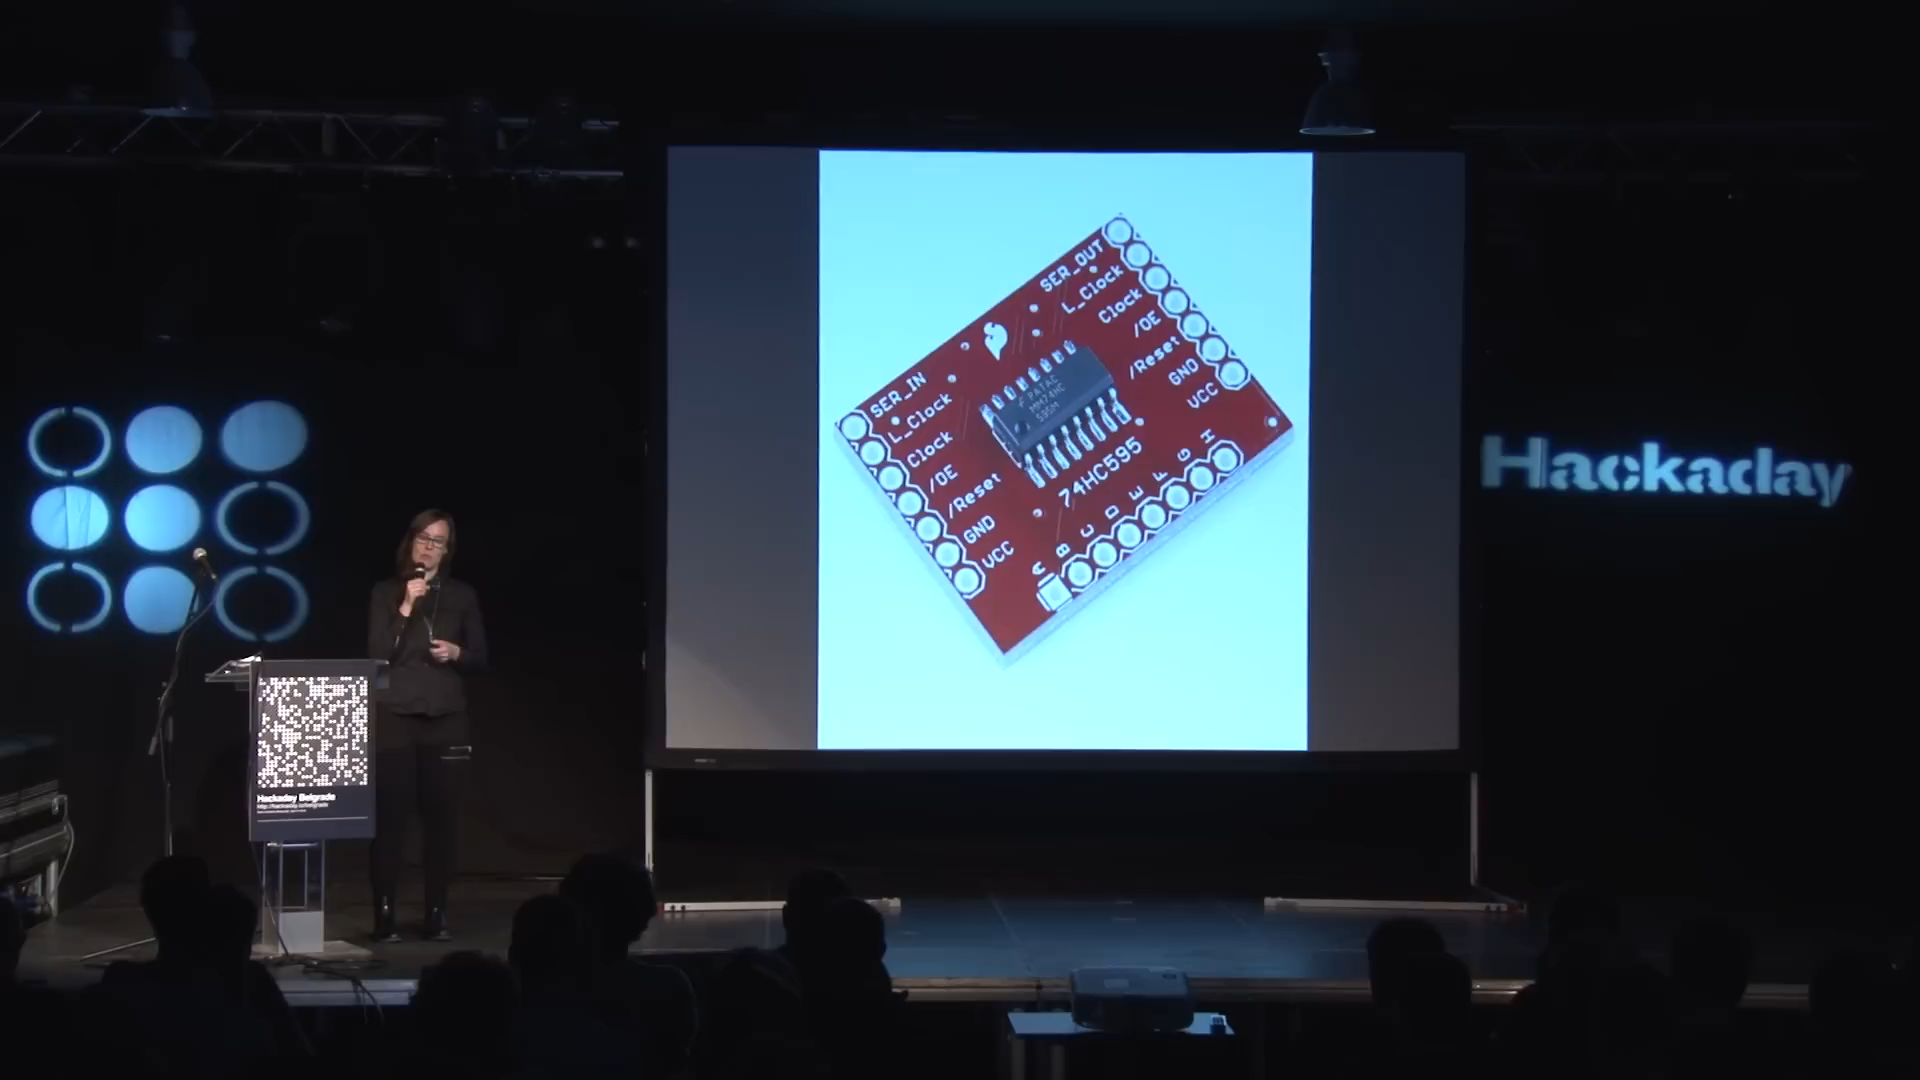 SER_OUT
L_Clock
Clock
/OE
/Reset
GND
VCC
SER_IN
L_Clock
Clock
/OE
/Reset
GND
VCC
74HC595
A
B
C
D
E
F
G
H
Hackaday
Hackaday Belgrade